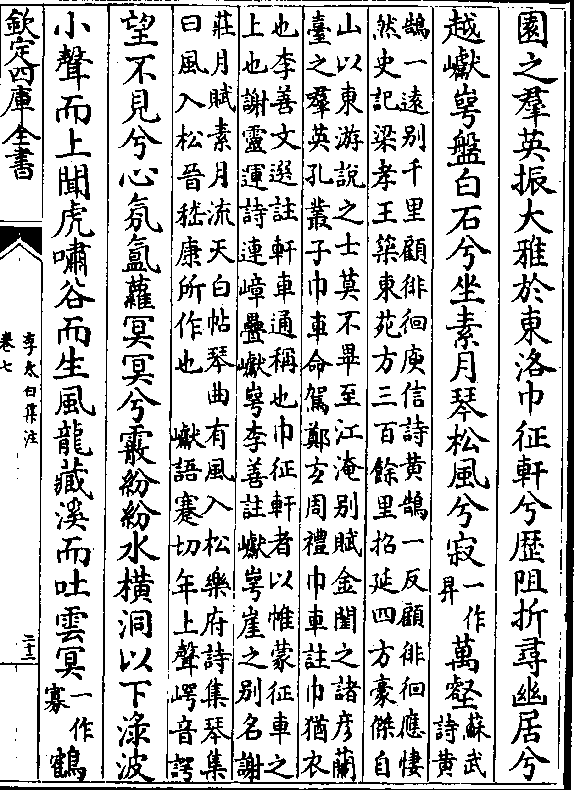 園之羣英振大雅於東洛巾征軒兮歷阻折尋幽居兮
越巘崿盤白石兮坐素月琴松風兮寂一作昇萬壑蘇武詩黃
鵠一遠別千里顧徘徊庾信詩黃鵠一反顧徘徊應悽
然史記梁孝王築東苑方三百餘里招延四方豪傑自
山以東游說之士莫不畢至江淹別賦金閨之諸彥蘭
臺之羣英孔叢子巾車命駕鄭玄周禮巾車註巾猶衣
也李善文選註軒車通稱也巾征軒者以帷蒙征車之
上也謝靈運詩連嶂疊巘崿李善註巘崿崖之別名謝
莊月賦素月流天白帖琴曲有風入松樂府詩集琴集
曰風入松晉嵇康所作也 巘語蹇切年上聲崿音諤
望不見兮心氛氳蘿冥冥兮霰紛紛水橫洞以下淥波
小聲而上聞虎嘯谷而生風龍藏溪而吐雲冥一作寡鶴
欽定四庫全書
李太白集注
卷七
二十三